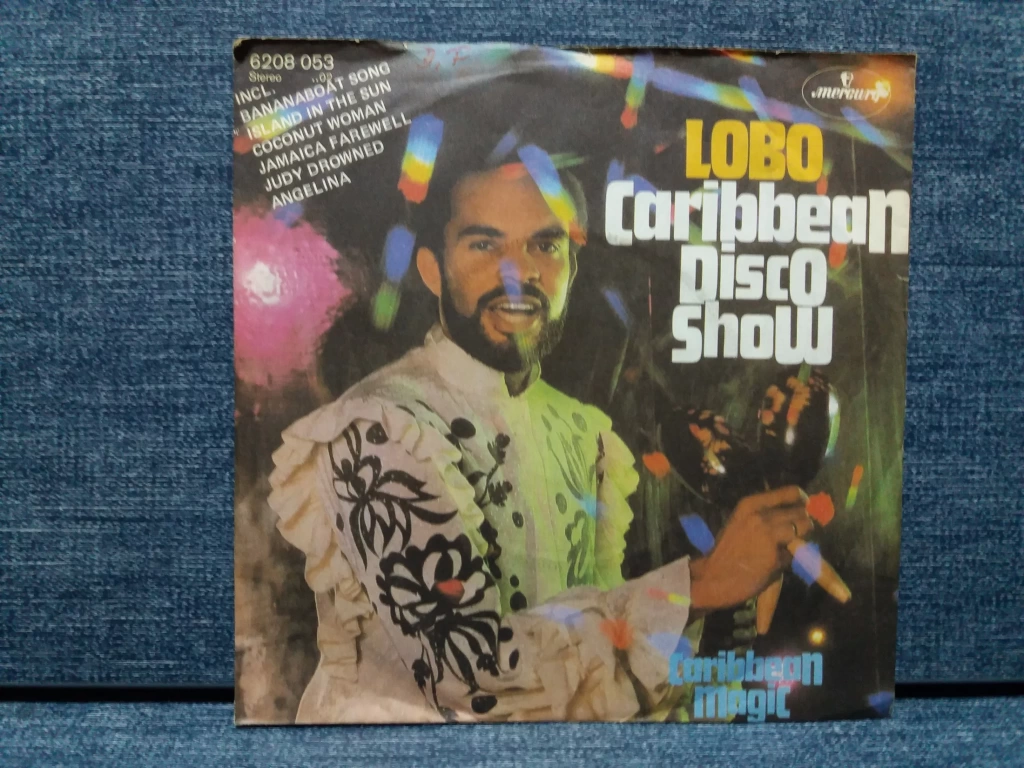 6208 053
Stereo
INCL.
BANANABOAT SONG
ISLAND IN THE SUN
COCONUT WOMAN
JAMAICA FAREWELL
JUDY DROWNED
ANGELINA
mercury
LOBO
Caribbean
Disco
Show
Caribbean
Magic